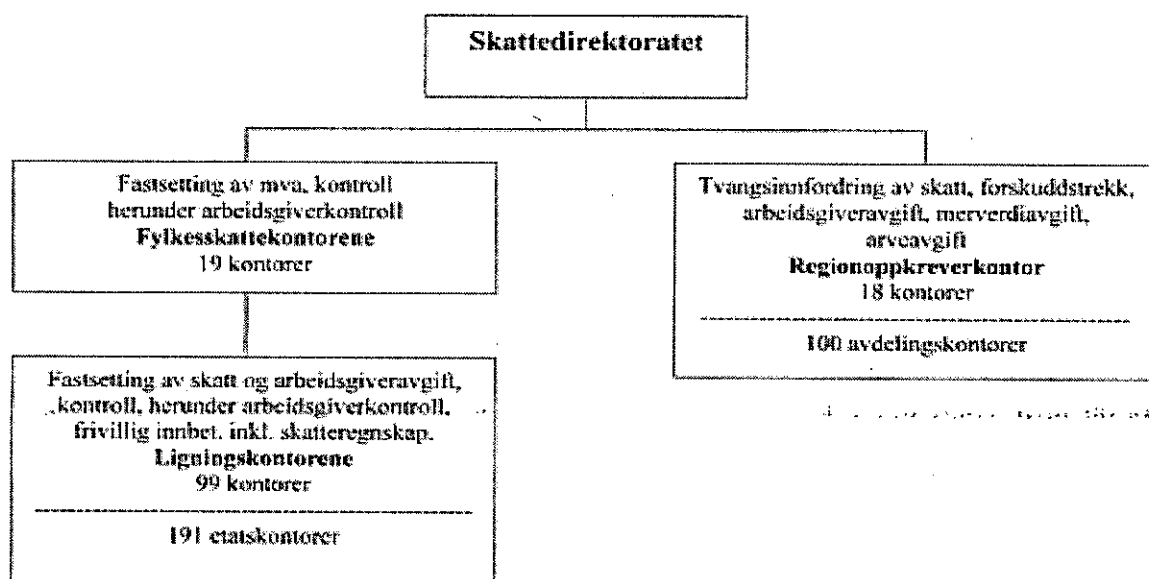 Skattedirektoratet
Fastsetting av mva, kontroll
herunder arbeidsgiverkontroll
Fylkesskattekontorene
19 kontorer
Tvangsinnfordring av skatt, forskuddstrekk,
arbeidsgiveravgift, merverdiavgift,
arveavgift
Regionoppkreverkontor
18 kontorer
100 avdelingskontorer
Fastsetting av skatt og arbeidsgiveravgift,
kontroll, herunder arbeidsgiverkontroll,
frivillig innbet. inkl. skatteregnskap.
Ligningskontorene
99 kontorer
191 etatskontorer